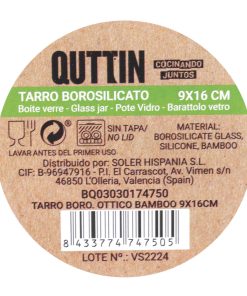 QUTTIN
COCINANDO JUNTOS
TARRO BOROSILICATO 9X16 CM
Boite verre - Glass jar - Pote Vidro - Barattolo vetro
SIN TAPA/
NO LID
MATERIAL:
BOROSILICATE GLASS,
SILICONE, BAMBOO
LAVAR ANTES DEL PRIMER USO
Distribuido por: SOLER HISPANIA S.L.
CIF: B-96947916 - P.I. El Carrascot, Av. Vimen s/n
46850 L'Olleria, Valencia (Spain)
BQ03030174750
TARRO BORO. OTTICO BAMBOO 9X16CM
8 433774 747505
LOTE Nº.: VS2224